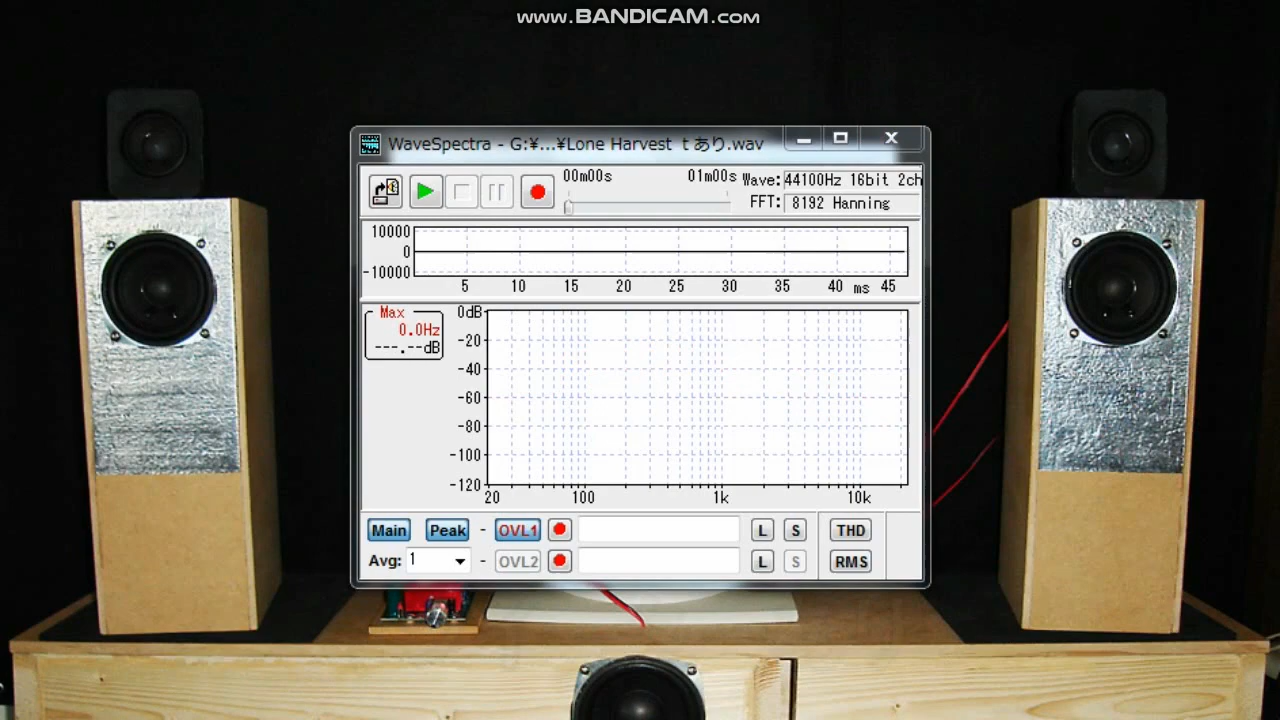 www.BANDICAM.com
WaveSpectra - G:¥...¥Lone Harvest ｔあり.wav
00m00s 01m00s Wave: 44100Hz 16bit 2ch
FFT: 8192 Hanning
10000
0
-10000
5 10 15 20 25 30 35 40 ms 45
Max
0.0Hz
---.--dB
0dB
-20
-40
-60
-80
-100
-120
20 100 1k 10k
Main Peak - OVL1 L S THD
Avg: 1 - OVL2 L S RMS